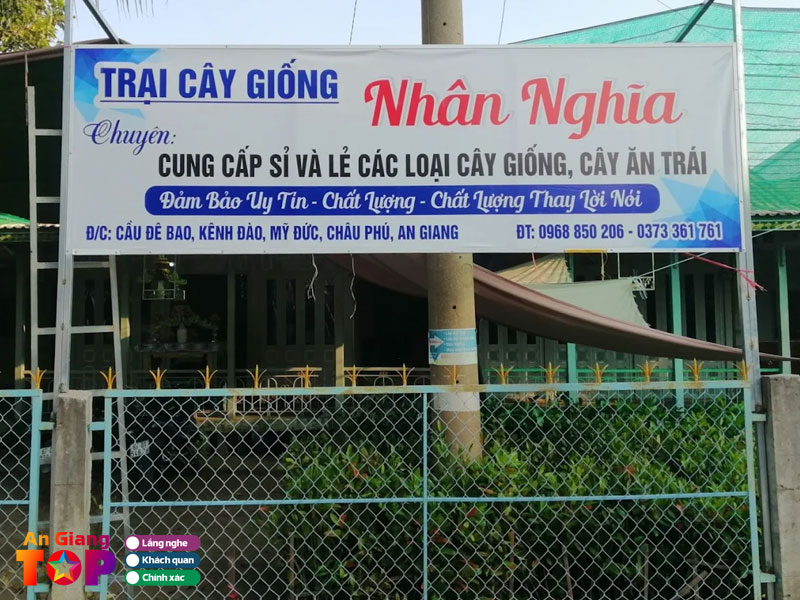 TRẠI CÂY GIỐNG
Nhân Nghĩa
Chuyên:
CUNG CẤP SỈ VÀ LẺ CÁC LOẠI CÂY GIỐNG, CÂY ĂN TRÁI
Đảm Bảo Uy Tín - Chất Lượng - Chất Lượng Thay Lời Nói
Đ/C: CẦU ĐÊ BAO, KÊNH ĐÀO, MỸ ĐỨC, CHÂU PHÚ, AN GIANG
ĐT: 0968 850 206 - 0373 361 761
An Giang
TOP
Lắng nghe
Khách quan
Chính xác